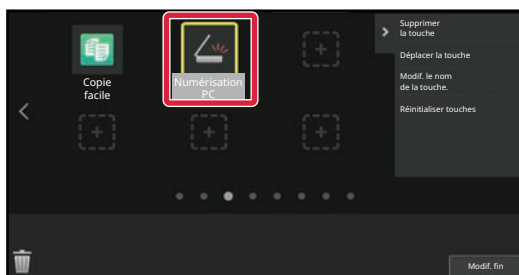 Copie
facile
Numérisation
PC
Supprimer
la touche
Déplacer la touche
Modif. le nom
de la touche.
Réinitialiser touches
Modif. fin